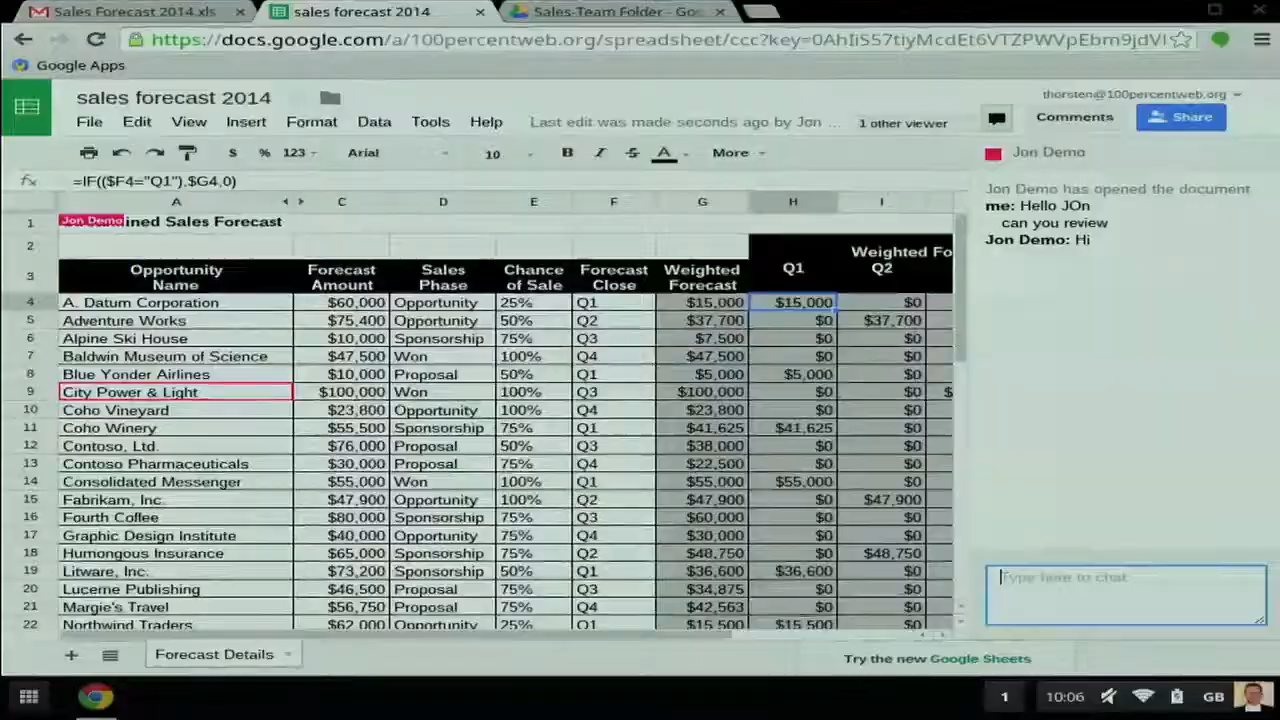 Sales Forecast 2014.xls × sales forecast 2014 × Sales-Team Folder - Goo ×
https://docs.google.com/a/100percentweb.org/spreadsheet/ccc?key=
Google Apps
sales forecast 2014 thorsten@100percentweb.org
File Edit View Insert Format Data Tools Help Last edit was made seconds ago by Jon ... 1 other viewer Comments Share
$ % 123 Arial 10 B I S A More
Jon Demo
fx =IF(($F4="Q1"),$G4,0)
Jon Demo has opened the document
me: Hello JOn
can you review
Jon Demo: Hi
A C D E F G H I
1 Jon Demo ined Sales Forecast
2 Weighted Fo
3 Opportunity Name Forecast Amount Sales Phase Chance of Sale Forecast Close Weighted Forecast Q1 Q2
4 A. Datum Corporation $60,000 Opportunity 25% Q1 $15,000 $15,000 $0
5 Adventure Works $75,400 Opportunity 50% Q2 $37,700 $0 $37,700
6 Alpine Ski House $10,000 Sponsorship 75% Q3 $7,500 $0 $0
7 Baldwin Museum of Science $47,500 Won 100% Q4 $47,500 $0 $0
8 Blue Yonder Airlines $10,000 Proposal 50% Q1 $5,000 $5,000 $0
9 City Power & Light $100,000 Won 100% Q3 $100,000 $0 $0 $
10 Coho Vineyard $23,800 Opportunity 100% Q4 $23,800 $0 $0
11 Coho Winery $55,500 Sponsorship 75% Q1 $41,625 $41,625 $0
12 Contoso, Ltd. $76,000 Proposal 50% Q3 $38,000 $0 $0
13 Contoso Pharmaceuticals $30,000 Proposal 75% Q4 $22,500 $0 $0
14 Consolidated Messenger $55,000 Won 100% Q1 $55,000 $55,000 $0
15 Fabrikam, Inc. $47,900 Opportunity 100% Q2 $47,900 $0 $47,900
16 Fourth Coffee $80,000 Sponsorship 75% Q3 $60,000 $0 $0
17 Graphic Design Institute $40,000 Opportunity 75% Q4 $30,000 $0 $0
18 Humongous Insurance $65,000 Sponsorship 75% Q2 $48,750 $0 $48,750
19 Litware, Inc. $73,200 Sponsorship 50% Q1 $36,600 $36,600 $0
20 Lucerne Publishing $46,500 Proposal 75% Q3 $34,875 $0 $0
21 Margie's Travel $56,750 Proposal 75% Q4 $42,563 $0 $0
22 Northwind Traders $62,000 Opportunity 25% Q1 $15,500 $15,500 $0
Type here to chat
Forecast Details
Try the new Google Sheets
1 10:06 GB